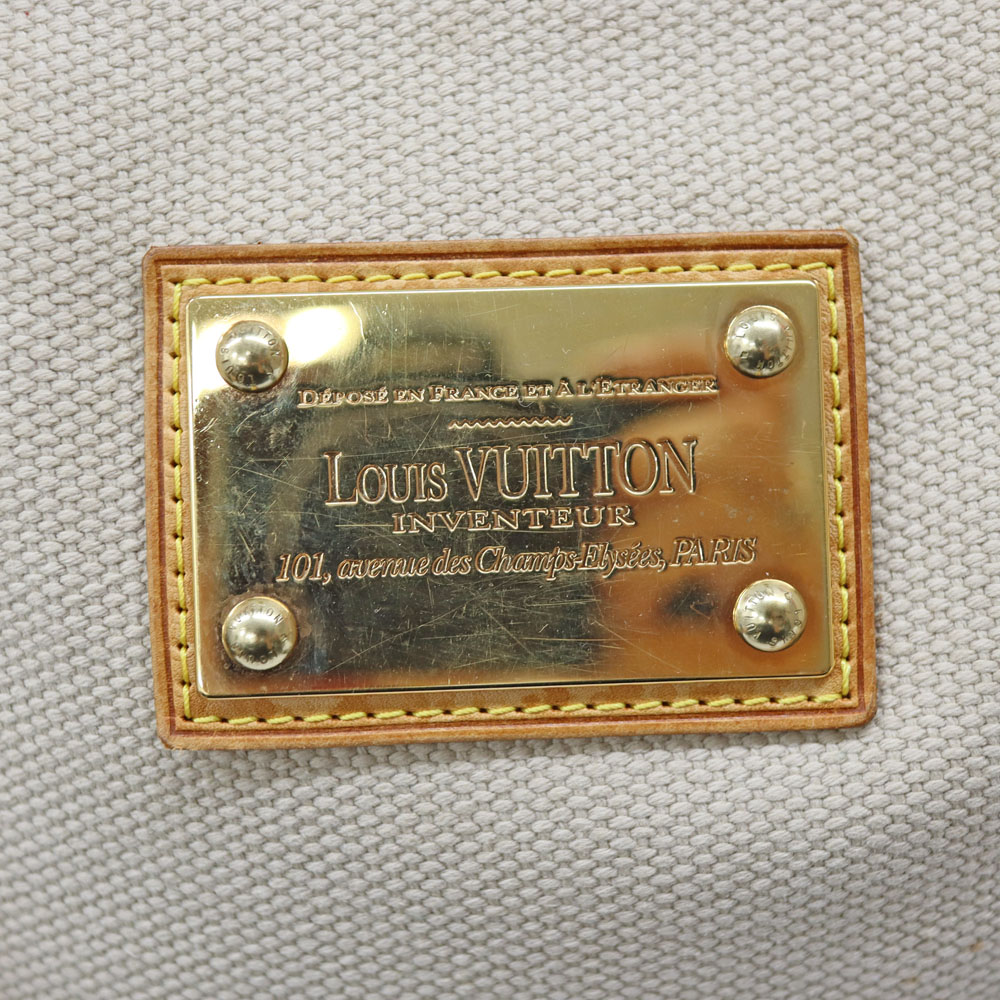 DÉPOSÉ EN FRANCE ET À L'ÉTRANGER
LOUIS VUITTON
INVENTEUR
101, avenue des Champs-Elysées, PARIS